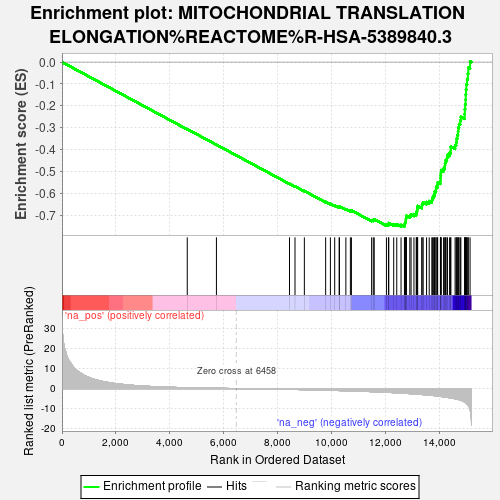 Enrichment plot: MITOCHONDRIAL TRANSLATION
ELONGATION%REACTOME%R-HSA-5389840.3
Enrichment score (ES)
0.0
-0.1
-0.2
-0.3
-0.4
-0.5
-0.6
-0.7
Ranked list metric (PreRanked)
'na_pos' (positively correlated)
30
20
10
0
-10
-20
Zero cross at 6458
'na_neg' (negatively correlated)
0
2,000
4,000
6,000
8,000
10,000
12,000
14,000
Rank in Ordered Dataset
Enrichment profile
Hits
Ranking metric scores